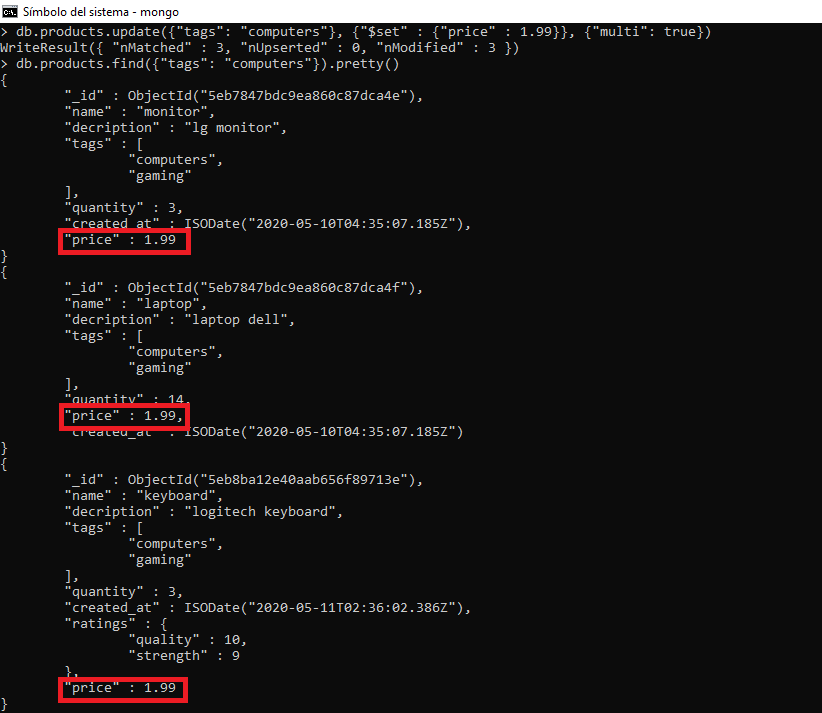 Símbolo del sistema - mongo
> db.products.update({"tags": "computers"}, {"$set" : {"price" : 1.99}}, {"multi": true})
WriteResult({ "nMatched" : 3, "nUpserted" : 0, "nModified" : 3 })
> db.products.find({"tags": "computers"}).pretty()
{
"_id" : ObjectId("5eb7847bdc9ea860c87dca4e"),
"name" : "monitor",
"decription" : "lg monitor",
"tags" : [
"computers",
"gaming"
],
"quantity" : 3,
"created_at" : ISODate("2020-05-10T04:35:07.185Z"),
"price" : 1.99
}
{
"_id" : ObjectId("5eb7847bdc9ea860c87dca4f"),
"name" : "laptop",
"decription" : "laptop dell",
"tags" : [
"computers",
"gaming"
],
"quantity" : 14,
"price" : 1.99,
"created_at" : ISODate("2020-05-10T04:35:07.185Z")
}
{
"_id" : ObjectId("5eb8ba12e40aab656f89713e"),
"name" : "keyboard",
"decription" : "logitech keyboard",
"tags" : [
"computers",
"gaming"
],
"quantity" : 3,
"created_at" : ISODate("2020-05-11T02:36:02.386Z"),
"ratings" : {
"quality" : 10,
"strength" : 9
},
"price" : 1.99
}